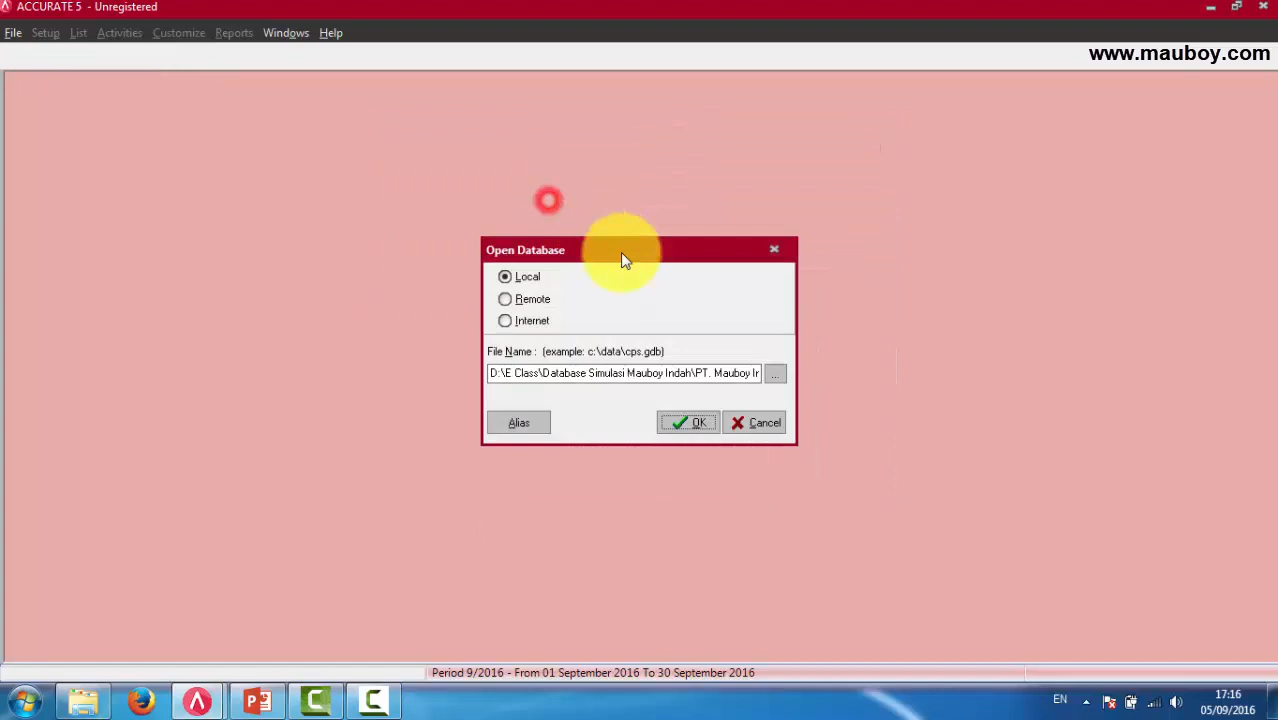 ACCURATE 5 - Unregistered
File Setup List Activities Customize Reports Windows Help
www.mauboy.com
Open Database
Local
Remote
Internet
File Name : (example: c:\data\cps.gdb)
D:\E Class\Database Simulasi Mauboy Indah\PT. Mauboy Ir
...
Alias OK Cancel
Period 9/2016 - From 01 September 2016 To 30 September 2016
EN
17:16
05/09/2016